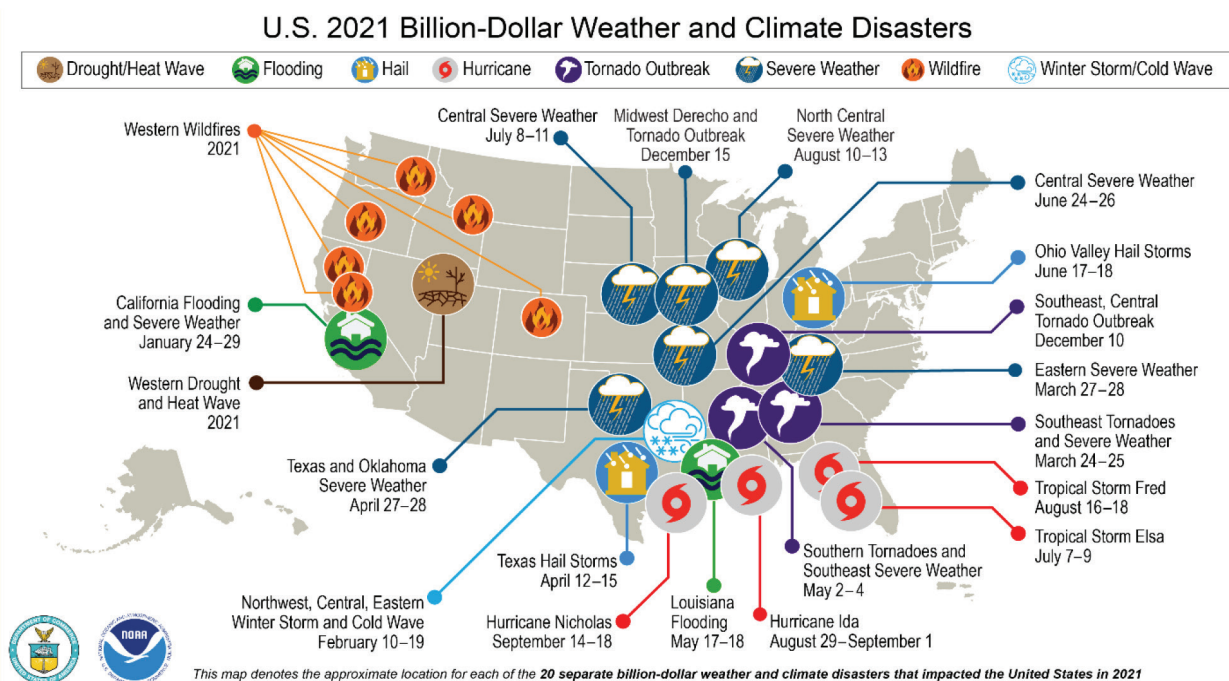 U.S. 2021 Billion-Dollar Weather and Climate Disasters
Drought/Heat Wave
Flooding
Hail
Hurricane
Tornado Outbreak
Severe Weather
Wildfire
Winter Storm/Cold Wave
Western Wildfires
2021
Central Severe Weather
July 8–11
Midwest Derecho and
Tornado Outbreak
December 15
North Central
Severe Weather
August 10–13
Central Severe Weather
June 24–26
Ohio Valley Hail Storms
June 17–18
California Flooding
and Severe Weather
January 24–29
Southeast, Central
Tornado Outbreak
December 10
Western Drought
and Heat Wave
2021
Eastern Severe Weather
March 27–28
Southeast Tornadoes
and Severe Weather
March 24–25
Texas and Oklahoma
Severe Weather
April 27–28
Tropical Storm Fred
August 16–18
Tropical Storm Elsa
July 7–9
Texas Hail Storms
April 12–15
Southern Tornadoes and
Southeast Severe Weather
May 2–4
Northwest, Central, Eastern
Winter Storm and Cold Wave
February 10–19
Hurricane Nicholas
September 14–18
Louisiana
Flooding
May 17–18
Hurricane Ida
August 29–September 1
NOAA
This map denotes the approximate location for each of the 20 separate billion-dollar weather and climate disasters that impacted the United States in 2021